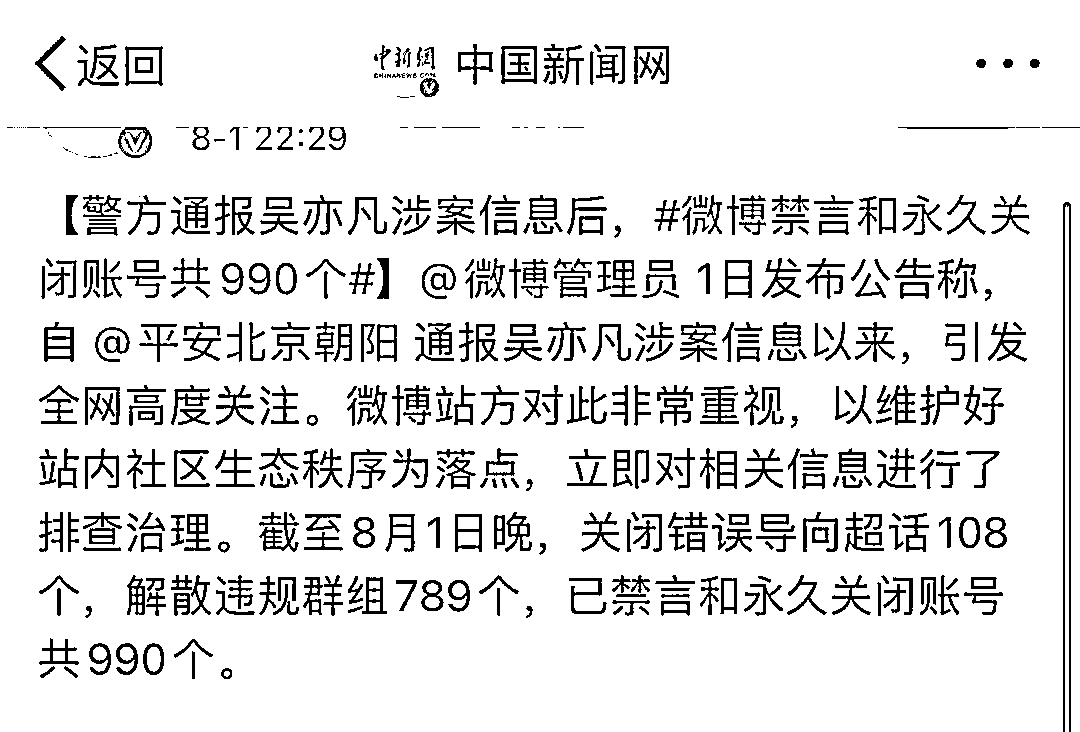 返回
中新網
CHINANEWS.COM
中国新闻网
8-1 22:29
【警方通报吴亦凡涉案信息后，#微博禁言和永久关
闭账号共990个#】@微博管理员 1日发布公告称，
自 @平安北京朝阳 通报吴亦凡涉案信息以来，引发
全网高度关注。微博站方对此非常重视，以维护好
站内社区生态秩序为落点，立即对相关信息进行了
排查治理。截至8月1日晚，关闭错误导向超话108
个，解散违规群组789个，已禁言和永久关闭账号
共990个。